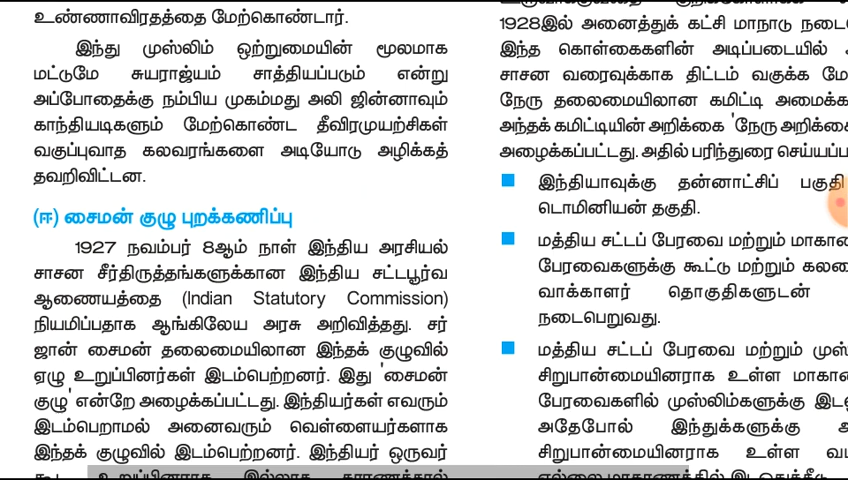 உண்ணாவிரதத்தை மேற்கொண்டார்.
இந்து முஸ்லிம் ஒற்றுமையின் மூலமாக
மட்டுமே சுயராஜ்யம் சாத்தியப்படும் என்று
அப்போதைக்கு நம்பிய முகம்மது அலி ஜின்னாவும்
காந்தியடிகளும் மேற்கொண்ட தீவிரமுயற்சிகள்
வகுப்புவாத கலவரங்களை அடியோடு அழிக்கத்
தவறிவிட்டன.
(ஈ) சைமன் குழு புறக்கணிப்பு
1927 நவம்பர் 8ஆம் நாள் இந்திய அரசியல்
சாசன சீர்திருத்தங்களுக்கான இந்திய சட்டபூர்வ
ஆணையத்தை (Indian Statutory Commission)
நியமிப்பதாக ஆங்கிலேய அரசு அறிவித்தது. சர்
ஜான் சைமன் தலைமையிலான இந்தக் குழுவில்
ஏழு உறுப்பினர்கள் இடம்பெற்றனர். இது 'சைமன்
குழு' என்றே அழைக்கப்பட்டது. இந்தியர்கள் எவரும்
இடம்பெறாமல் அனைவரும் வெள்ளையர்களாக
இந்தக் குழுவில் இடம்பெற்றனர். இந்தியர் ஒருவர்
1928இல் அனைத்துக் கட்சி மாநாடு
இந்த கொள்கைகளின் அடிப்படையில்
சாசன வரைவுக்காக திட்டம் வகுக்க
நேரு தலைமையிலான கமிட்டி
அந்தக் கமிட்டியின் அறிக்கை 'நேரு அறிக்கை
அழைக்கப்பட்டது. அதில் பரிந்துரை
இந்தியாவுக்கு தன்னாட்சிப் பகுதி
டொமினியன் தகுதி.
மத்திய சட்டப் பேரவை மற்றும்
பேரவைகளுக்கு கூட்டு மற்றும்
வாக்காளர் தொகுதிகளுடன்
நடைபெறுவது.
மத்திய சட்டப் பேரவை மற்றும்
சிறுபான்மையினராக உள்ள
பேரவைகளில் முஸ்லிம்களுக்கு
அதேபோல் இந்துக்களுக்கு
சிறுபான்மையினராக உள்ள